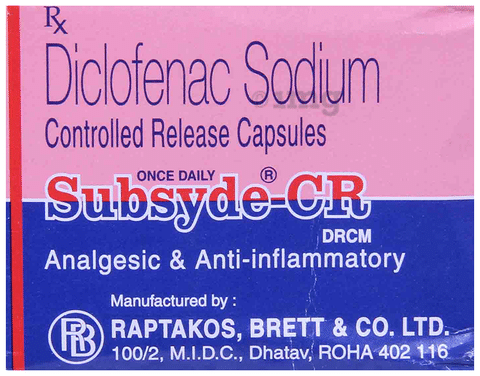 Rx
Diclofenac Sodium
1mg
Controlled Release Capsules
ONCE DAILY
Subsyde-CR®
DRCM
Analgesic & Anti-inflammatory
Manufactured by :
RB RAPTAKOS, BRETT & CO. LTD.
100/2, M.I.D.C., Dhatav, ROHA 402 116